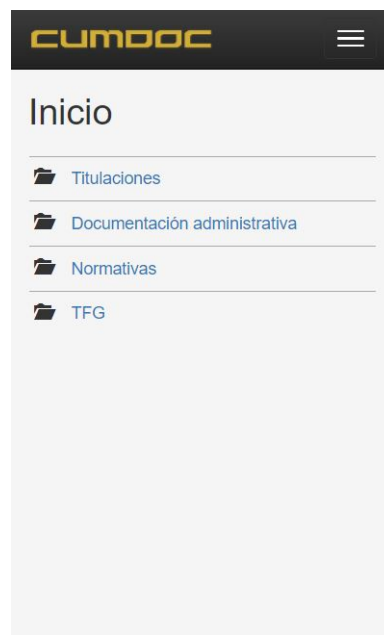 CUMDOC
Inicio
Titulaciones
Documentación administrativa
Normativas
TFG